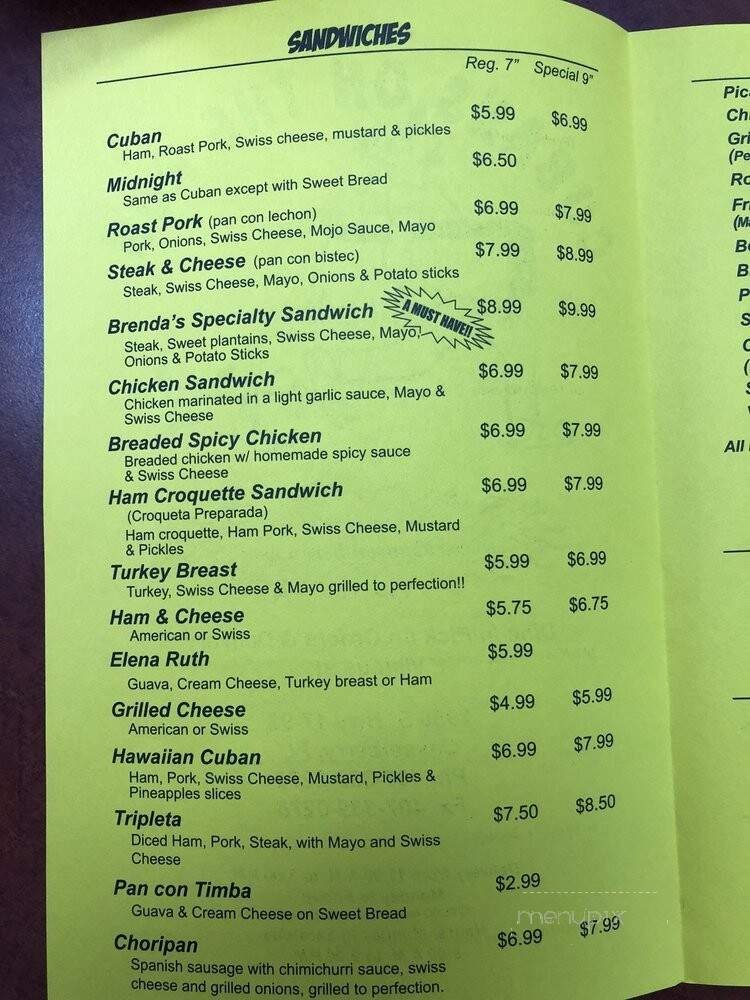 SANDWICHES
Reg. 7" Special 9"
Cuban $5.99 $6.99
Ham, Roast Pork, Swiss cheese, mustard & pickles
Midnight $6.50
Same as Cuban except with Sweet Bread
Roast Pork (pan con lechon) $6.99 $7.99
Pork, Onions, Swiss Cheese, Mojo Sauce, Mayo
Steak & Cheese (pan con bistec) $7.99 $8.99
Steak, Swiss Cheese, Mayo, Onions & Potato sticks
Brenda's Specialty Sandwich A MUST HAVE!! $8.99 $9.99
Steak, Sweet plantains, Swiss Cheese, Mayo,
Onions & Potato Sticks
Chicken Sandwich $6.99 $7.99
Chicken marinated in a light garlic sauce, Mayo &
Swiss Cheese
Breaded Spicy Chicken $6.99 $7.99
Breaded chicken w/ homemade spicy sauce
& Swiss Cheese
Ham Croquette Sandwich $6.99 $7.99
(Croqueta Preparada)
Ham croquette, Ham Pork, Swiss Cheese, Mustard
& Pickles
Turkey Breast $5.99 $6.99
Turkey, Swiss Cheese & Mayo grilled to perfection!!
Ham & Cheese $5.75 $6.75
American or Swiss
Elena Ruth $5.99
Guava, Cream Cheese, Turkey breast or Ham
Grilled Cheese $4.99 $5.99
American or Swiss
Hawaiian Cuban $6.99 $7.99
Ham, Pork, Swiss Cheese, Mustard, Pickles &
Pineapples slices
Tripleta $7.50 $8.50
Diced Ham, Pork, Steak, with Mayo and Swiss
Cheese
Pan con Timba $2.99
Guava & Cream Cheese on Sweet Bread
menupix
Choripan $6.99 $7.99
Spanish sausage with chimichurri sauce, swiss
cheese and grilled onions, grilled to perfection.
All